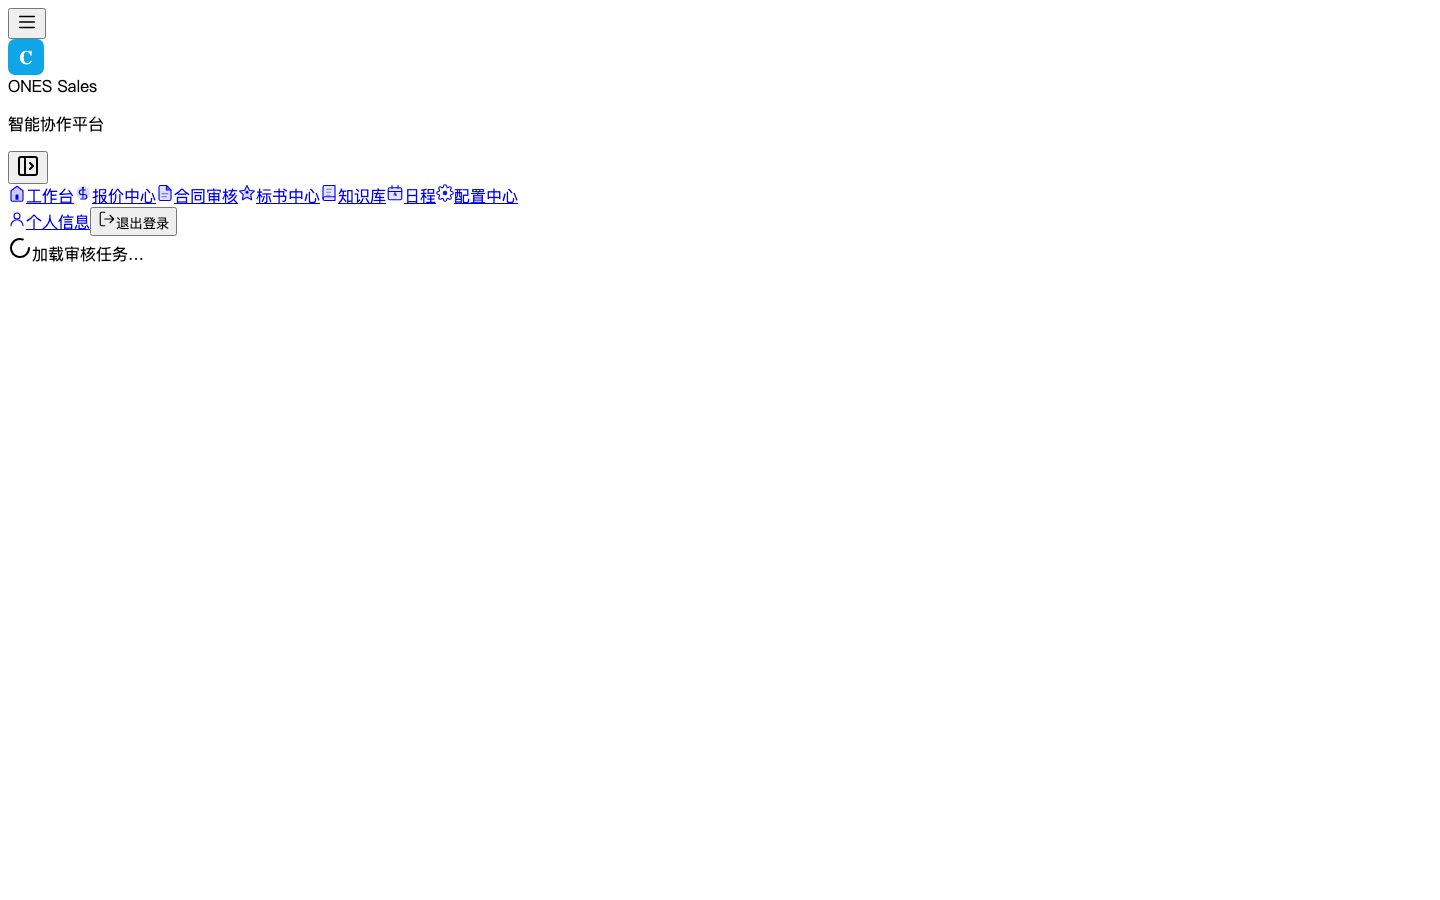 C
ONES Sales
智能协作平台
工作台报价中心合同审核标书中心知识库日程配置中心
个人信息退出登录
加载审核任务…